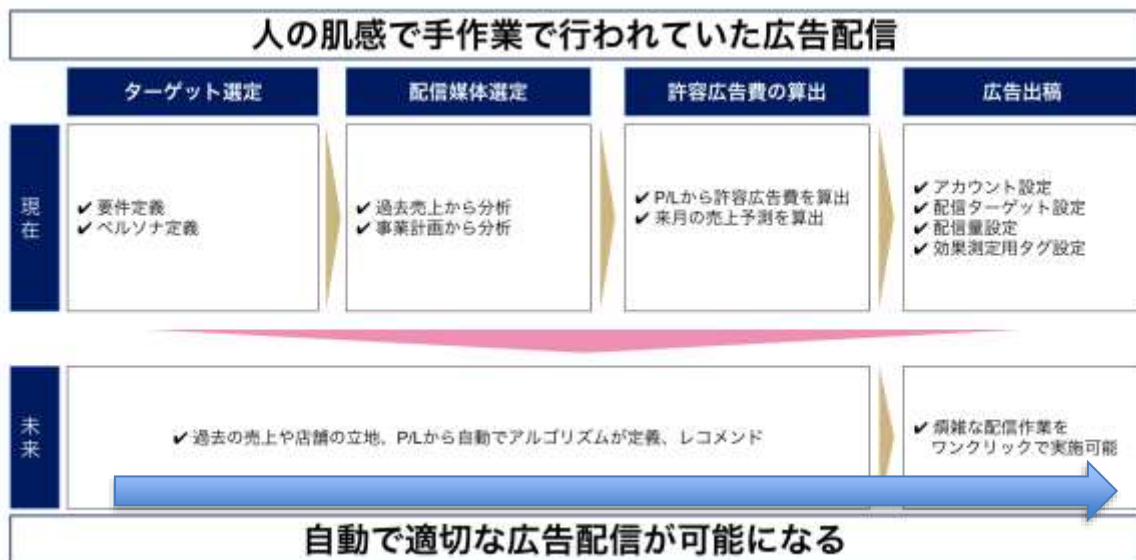 人の肌感で手作業で行われていた広告配信
ターゲット選定
配信媒体選定
許容広告費の算出
広告出稿
現在
✔ 要件定義
✔ ペルソナ定義
✔ 過去売上から分析
✔ 事業計画から分析
✔ P/Lから許容広告費を算出
✔ 来月の売上予測を算出
✔ アカウント設定
✔ 配信ターゲット設定
✔ 配信量設定
✔ 効果測定用タグ設定
未来
✔ 過去の売上や店舗の立地、P/Lから自動でアルゴリズムが定義、レコメンド
✔ 煩雑な配信作業を
ワンクリックで実施可能
自動で適切な広告配信が可能になる